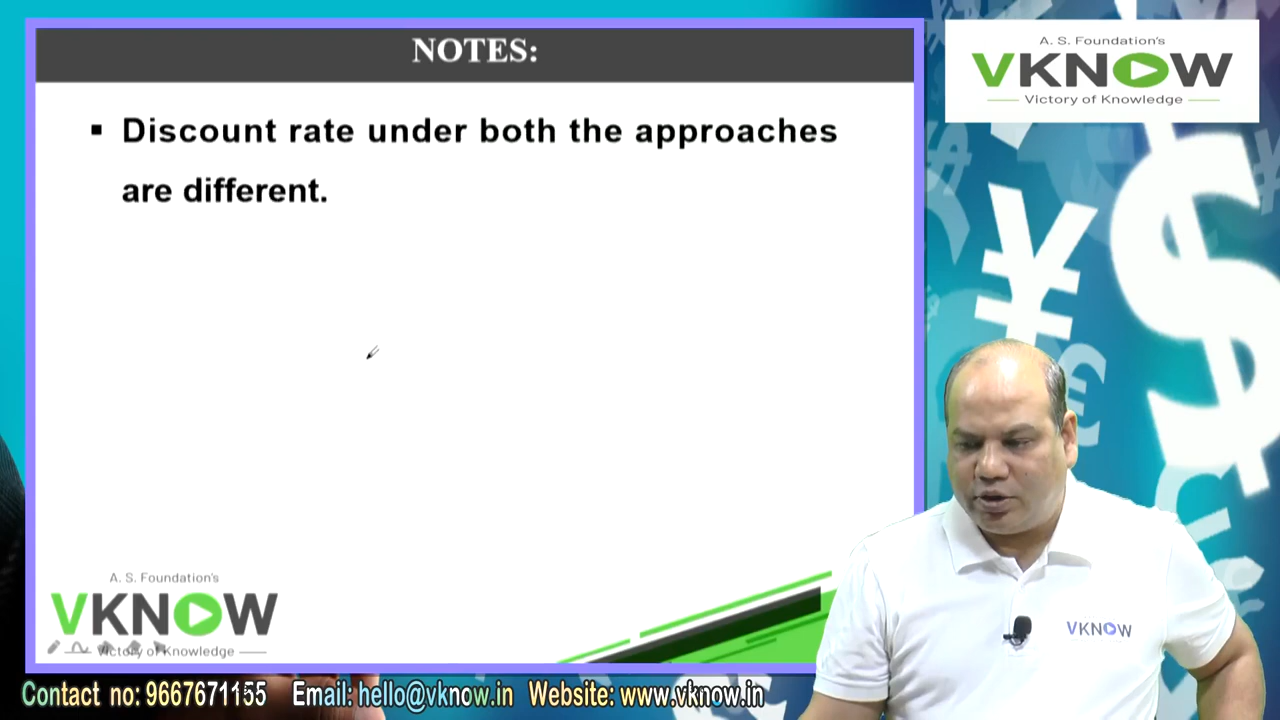 NOTES:
▪ Discount rate under both the approaches
are different.
A. S. Foundation's
VKNOW
Victory of Knowledge
A. S. Foundation's
VKNOW
Victory of Knowledge
VKNOW
Contact no: 9667671155 Email: hello@vknow.in Website: www.vknow.in